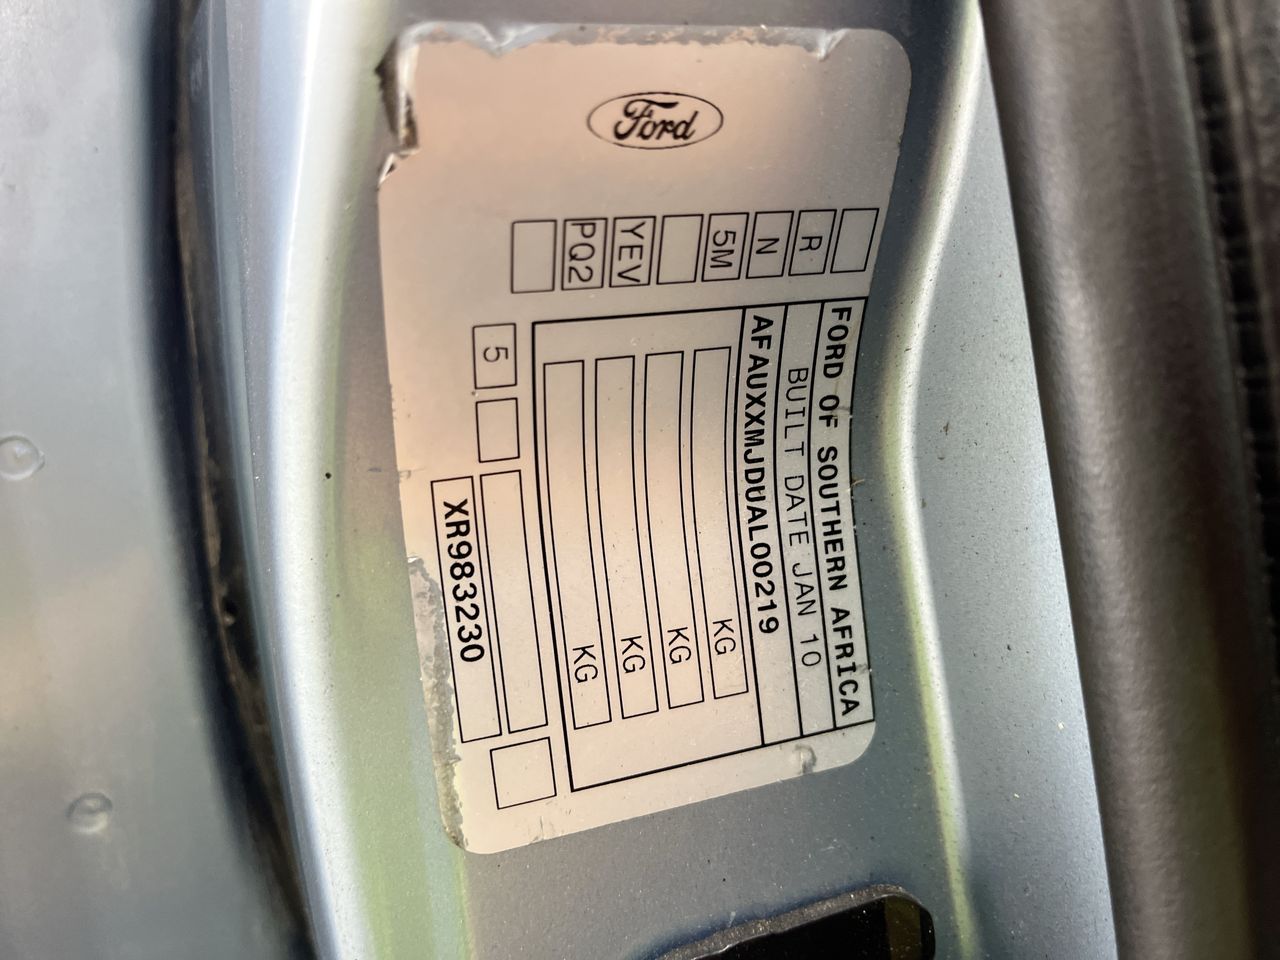 Ford
R
N
5M
YEV
PQ2
FORD OF SOUTHERN AFRICA
BUILT DATE JAN 10
AFAUXXMJDUAL00219
KG
KG
KG
KG
5
XR983230